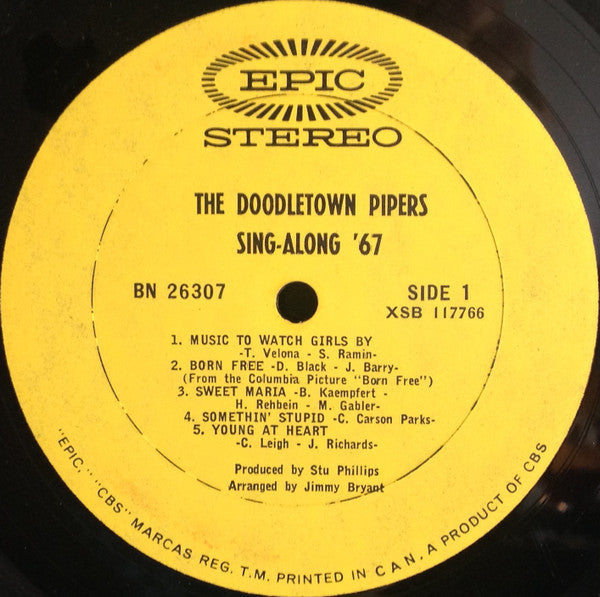 EPIC
STEREO
THE DOODLETOWN PIPERS
SING-ALONG '67
BN 26307
SIDE 1
XSB 117766
1. MUSIC TO WATCH GIRLS BY
-T. Velona - S. Ramin-
2. BORN FREE -D. Black - J. Barry-
(From the Columbia Picture "Born Free")
3. SWEET MARIA -B. Kaempfert -
H. Rehbein - M. Gabler-
4. SOMETHIN' STUPID -C. Carson Parks-
5. YOUNG AT HEART
-C. Leigh - J. Richards-
Produced by Stu Phillips
Arranged by Jimmy Bryant
"EPIC," "CBS" MARCAS REG. T.M. PRINTED IN CAN. A PRODUCT OF CBS